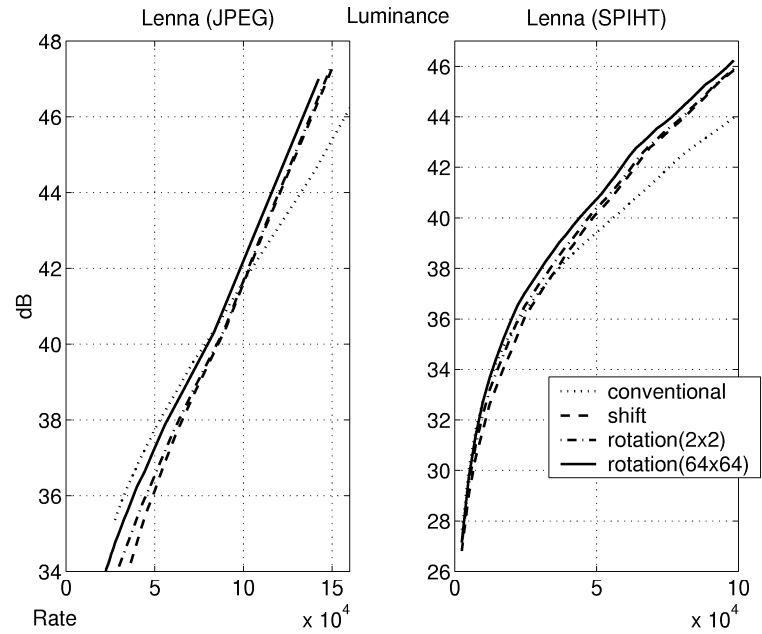 Lenna (JPEG)
Luminance
Lenna (SPIHT)
48
46
44
42
40
38
36
34
dB
0
5
10
15
Rate
x 10^4
46
44
42
40
38
36
34
32
30
28
26
0
5
10
x 10^4
conventional
shift
rotation(2x2)
rotation(64x64)